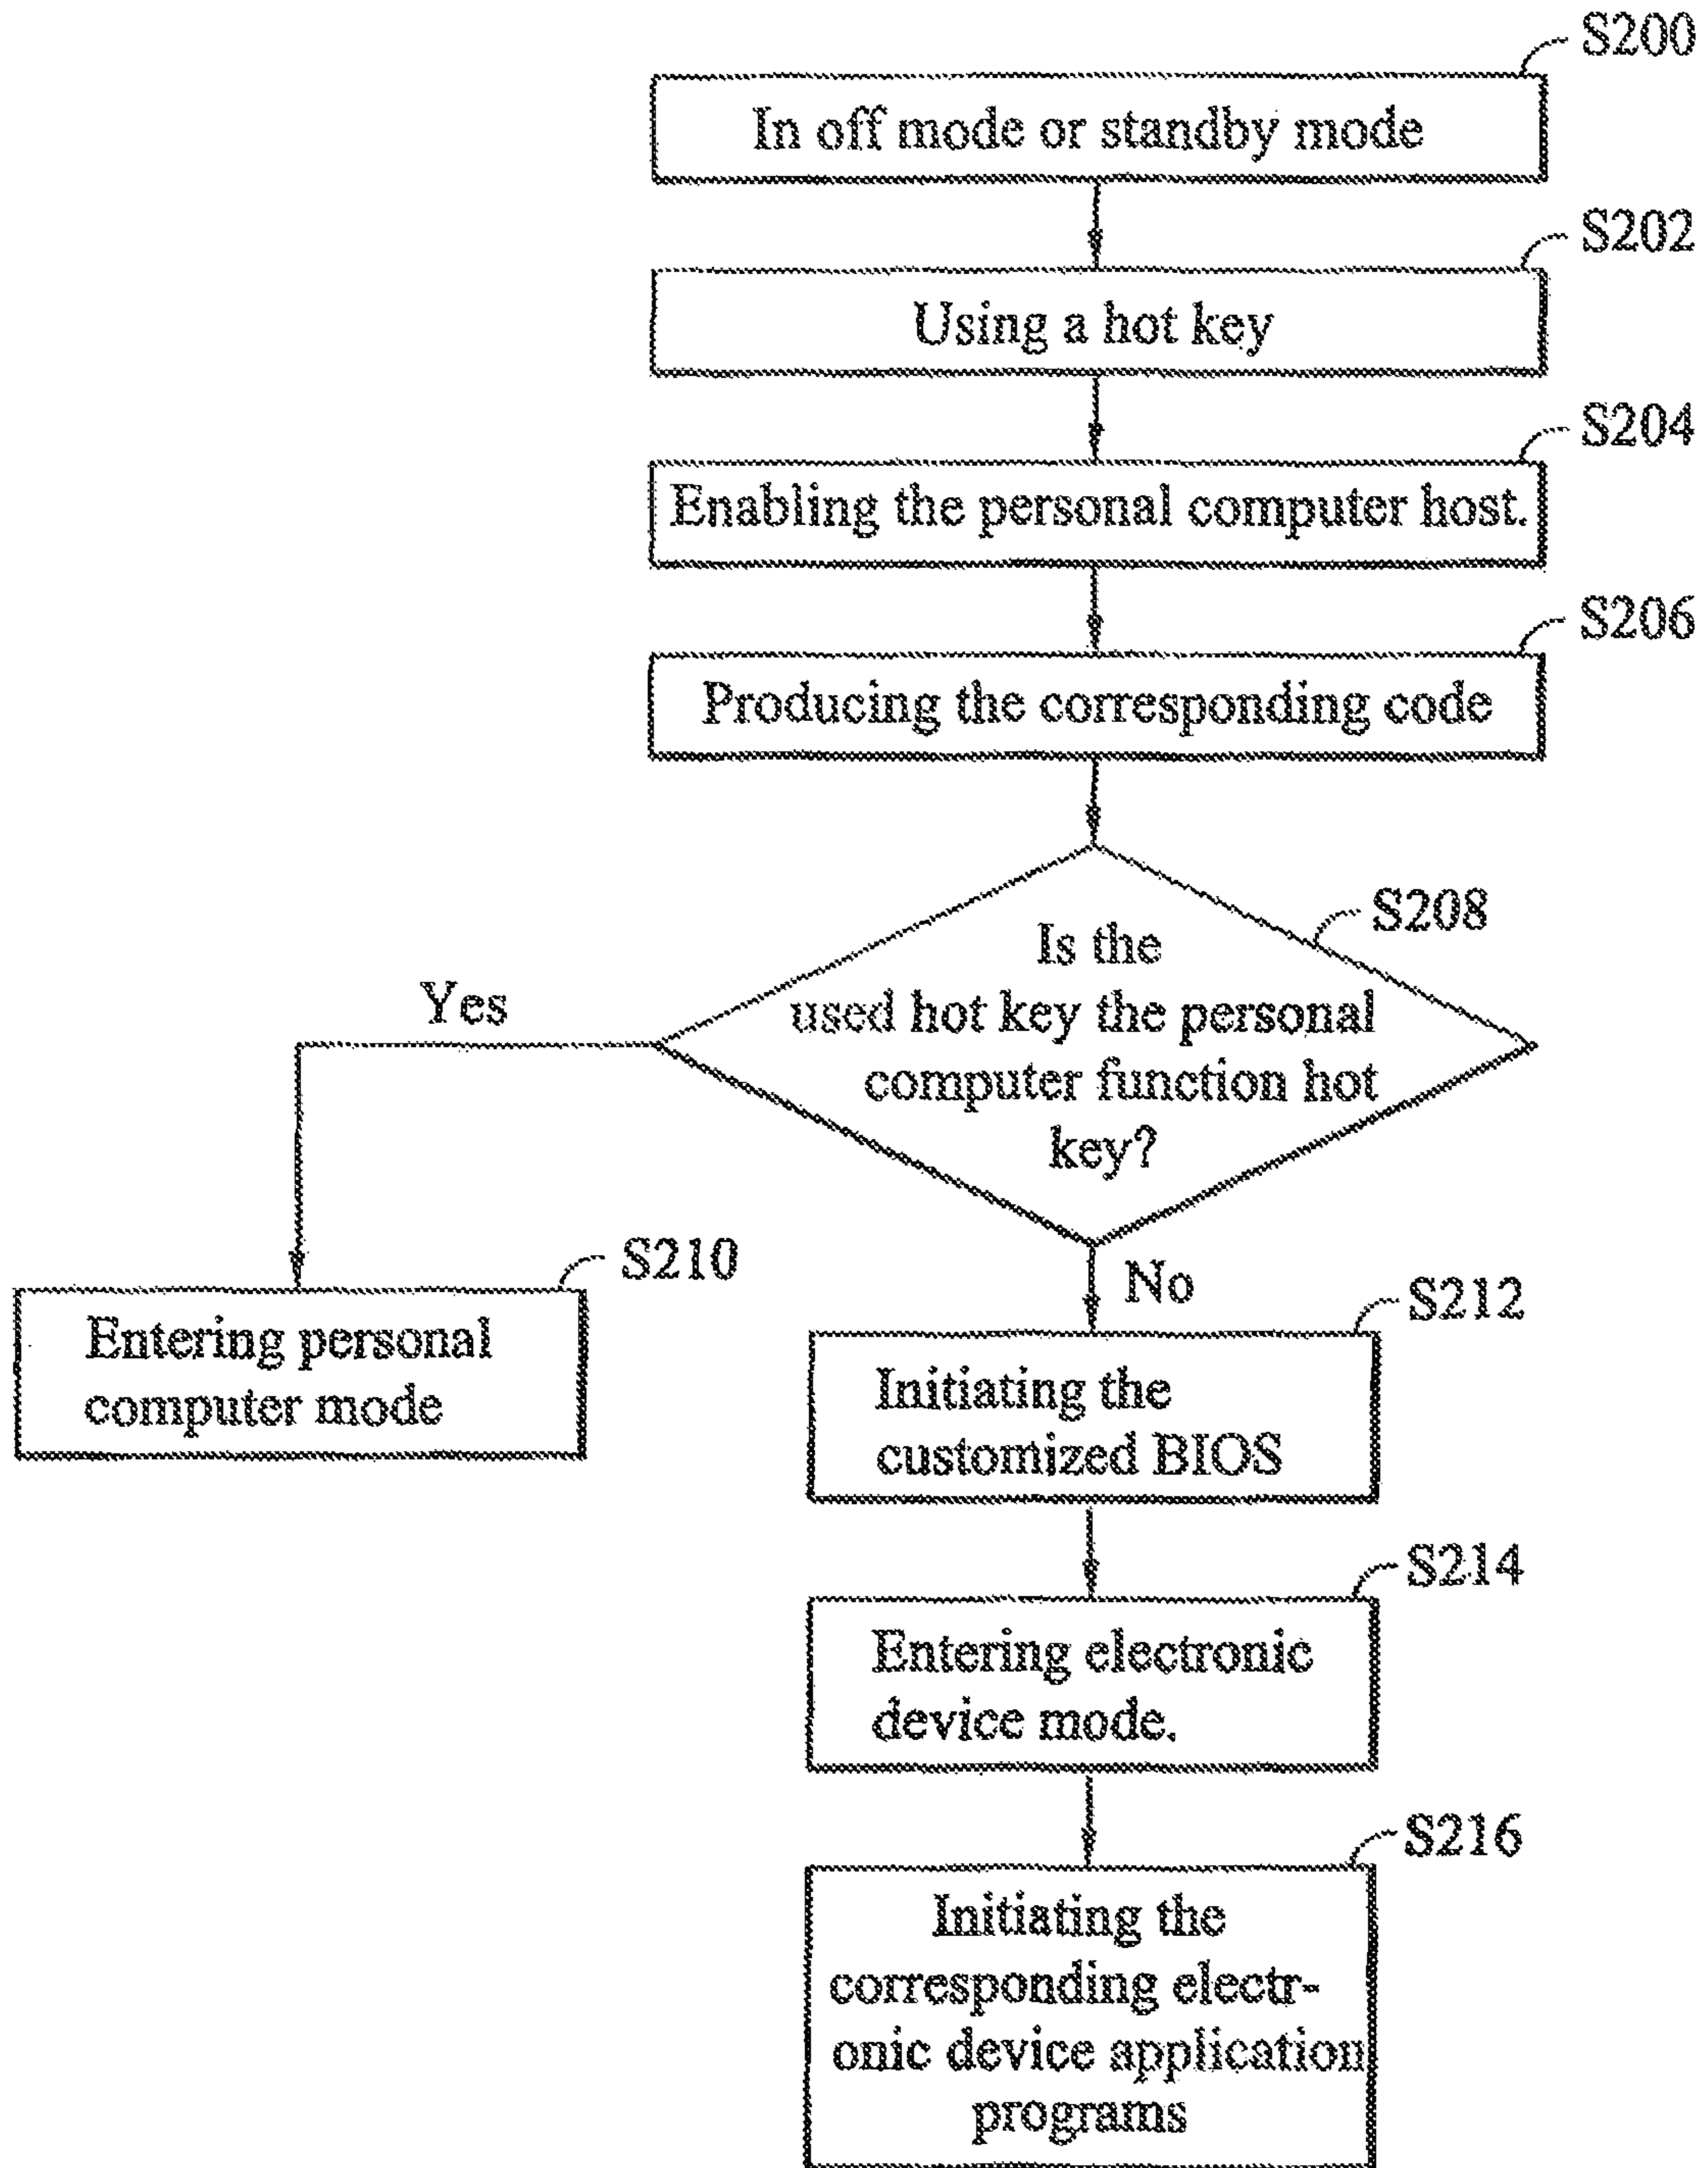 S200
In off mode or standby mode
S202
Using a hot key
S204
Enabling the personal computer host.
S206
Producing the corresponding code
S208
Is the
used hot key the personal
computer function hot
key?
Yes
S210
Entering personal
computer mode
No
S212
Initiating the
customized BIOS
S214
Entering electronic
device mode.
S216
Initiating the
corresponding electr-
onic device application
programs